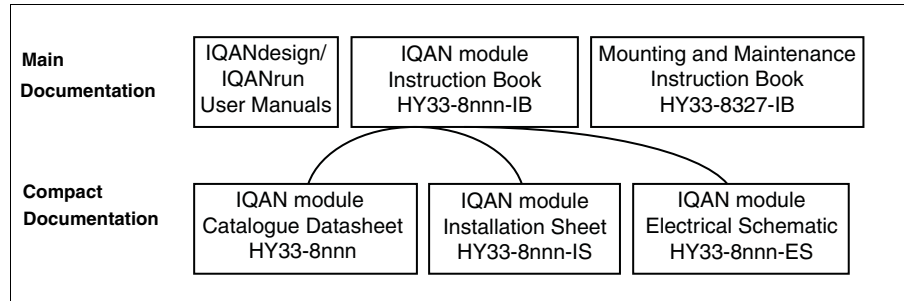 Main
Documentation
IQANdesign/
IQANrun
User Manuals
IQAN module
Instruction Book
HY33-8nnn-IB
Mounting and Maintenance
Instruction Book
HY33-8327-IB
Compact
Documentation
IQAN module
Catalogue Datasheet
HY33-8nnn
IQAN module
Installation Sheet
HY33-8nnn-IS
IQAN module
Electrical Schematic
HY33-8nnn-ES